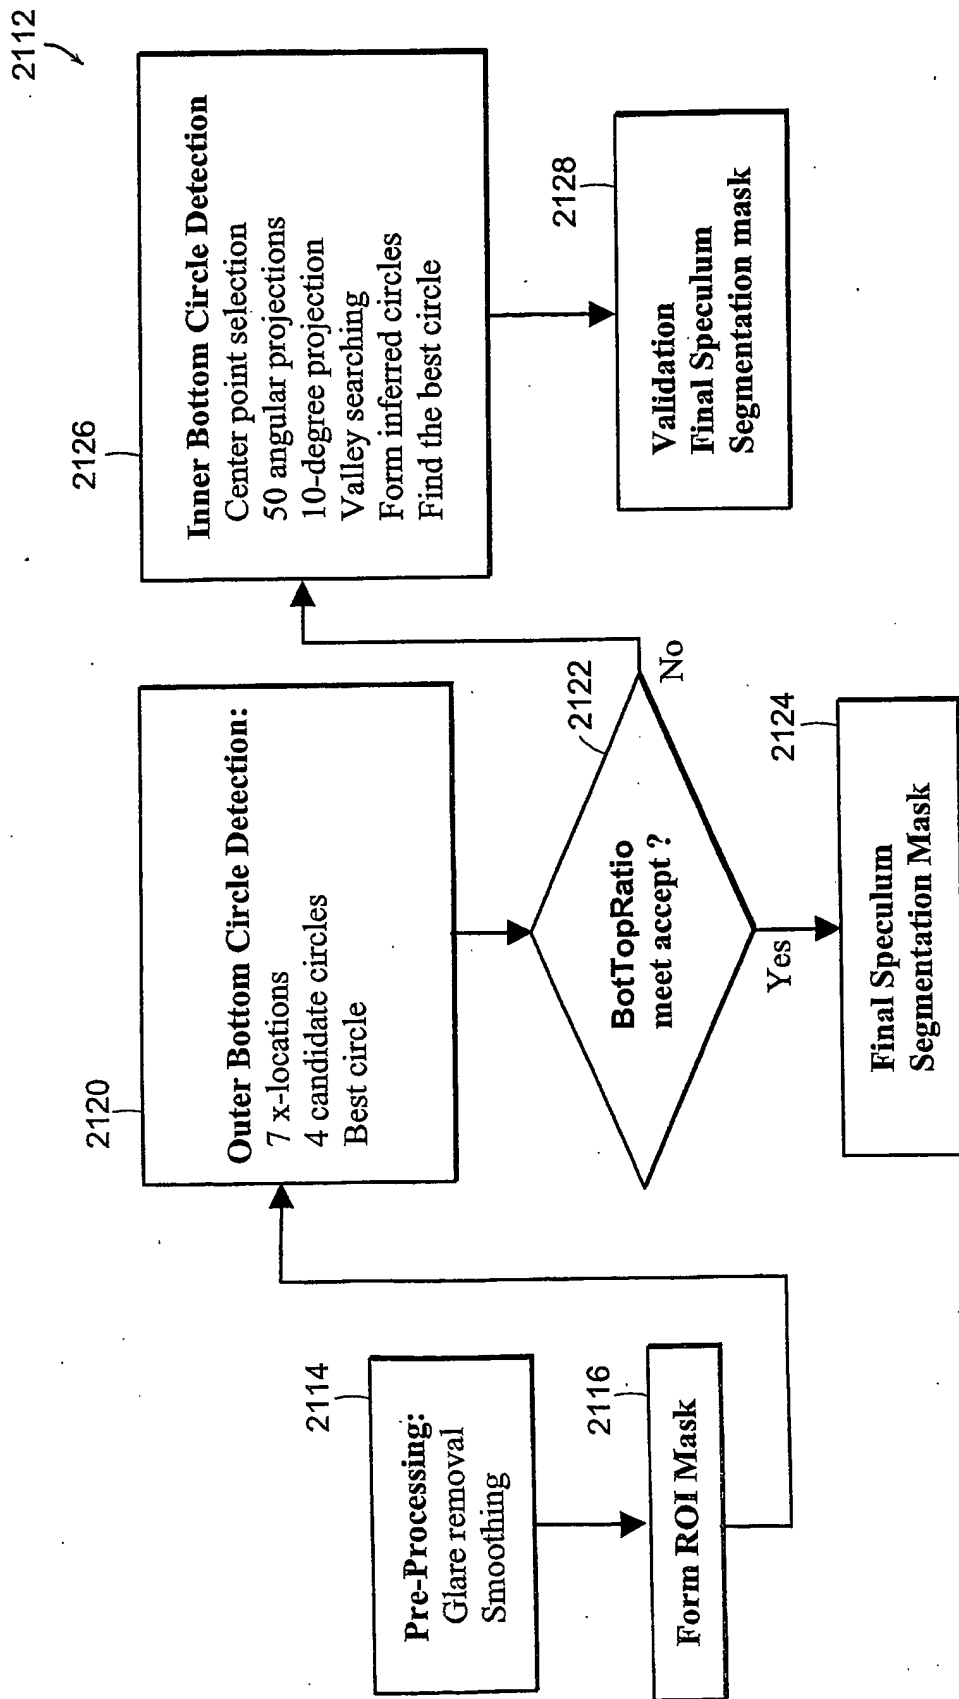 2112
2114
Pre-Processing:
Glare removal
Smoothing
2116
Form ROI Mask
2120
Outer Bottom Circle Detection:
7 x-locations
4 candidate circles
Best circle
2122
BotTopRatio
meet accept ?
No
Yes
2124
Final Speculum
Segmentation Mask
2126
Inner Bottom Circle Detection
Center point selection
50 angular projections
10-degree projection
Valley searching
Form inferred circles
Find the best circle
2128
Validation
Final Speculum
Segmentation mask